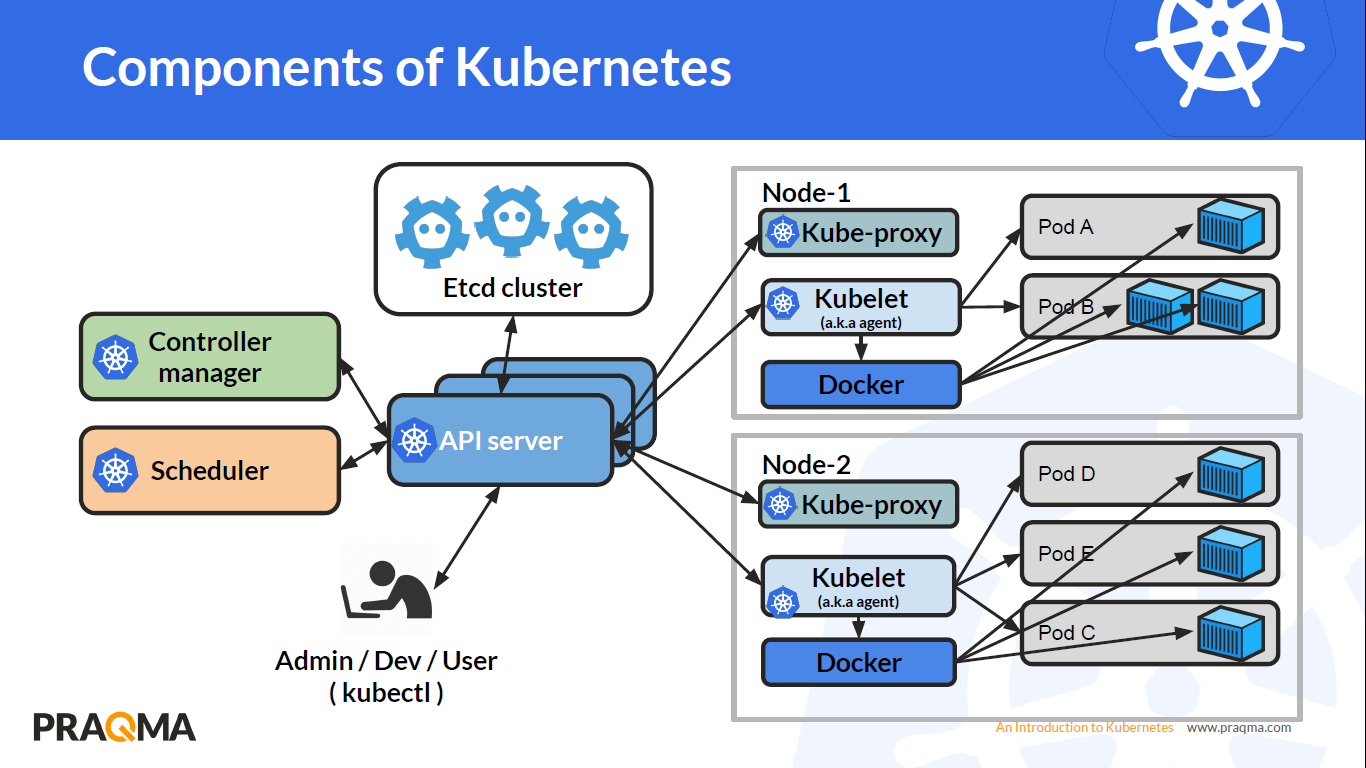 Components of Kubernetes
Etcd cluster
Controller
manager
Scheduler
API server
Admin / Dev / User
( kubectl )
Node-1
Kube-proxy
Kubelet
(a.k.a agent)
Docker
Pod A
Pod B
Node-2
Kube-proxy
Kubelet
(a.k.a agent)
Docker
Pod D
Pod E
Pod C
PRAQMA
An Introduction to Kubernetes www.praqma.com